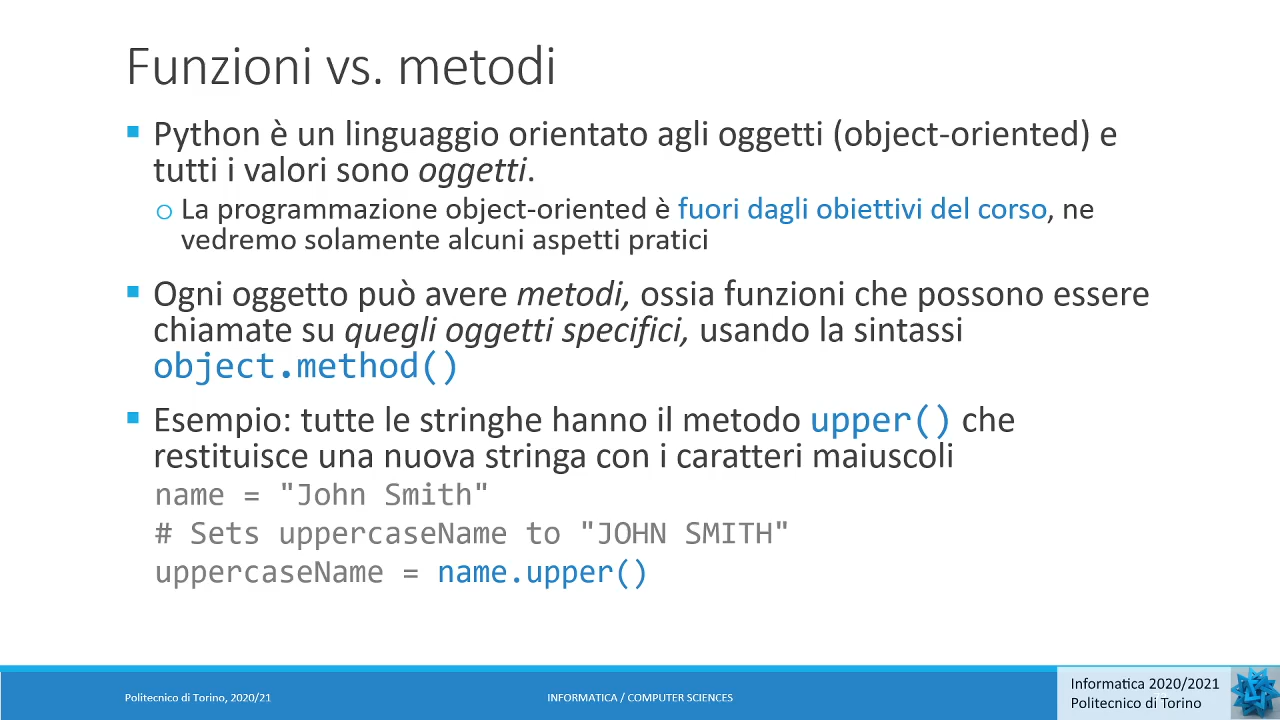 Funzioni vs. metodi
Python è un linguaggio orientato agli oggetti (object-oriented) e
tutti i valori sono oggetti.
La programmazione object-oriented è fuori dagli obiettivi del corso, ne
vedremo solamente alcuni aspetti pratici
Ogni oggetto può avere metodi, ossia funzioni che possono essere
chiamate su quegli oggetti specifici, usando la sintassi
object.method()
Esempio: tutte le stringhe hanno il metodo upper() che
restituisce una nuova stringa con i caratteri maiuscoli
name = "John Smith"
# Sets uppercaseName to "JOHN SMITH"
uppercaseName = name.upper()
Politecnico di Torino, 2020/21
INFORMATICA / COMPUTER SCIENCES
Informatica 2020/2021
Politecnico di Torino